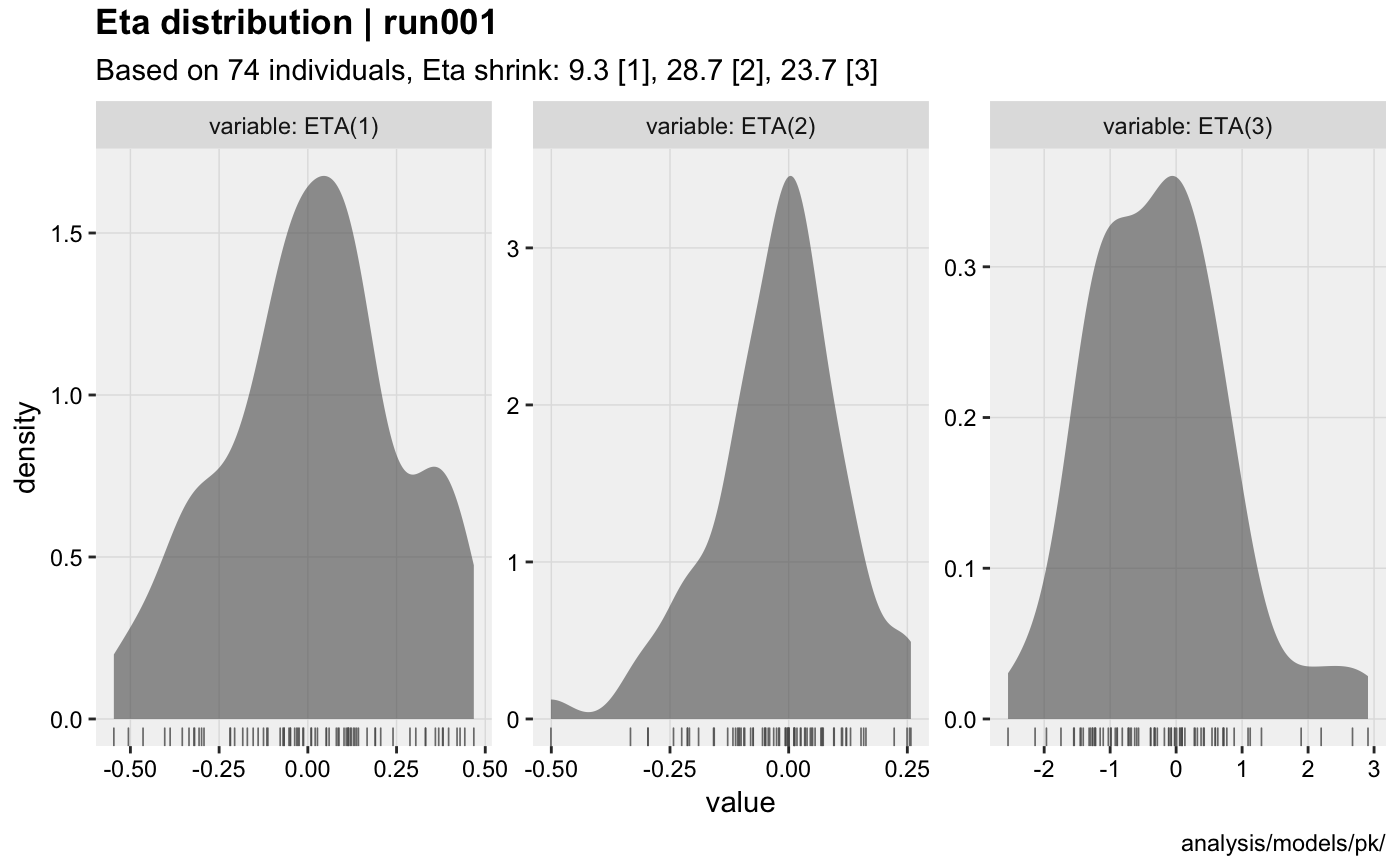 Eta distribution | run001
Based on 74 individuals, Eta shrink: 9.3 [1], 28.7 [2], 23.7 [3]
variable: ETA(1)
variable: ETA(2)
variable: ETA(3)
density
1.5
1.0
0.5
0.0
3
2
1
0
0.3
0.2
0.1
0.0
-0.50 -0.25 0.00 0.25 0.50
-0.50 -0.25 0.00 0.25
-2 -1 0 1 2 3
value
analysis/models/pk/